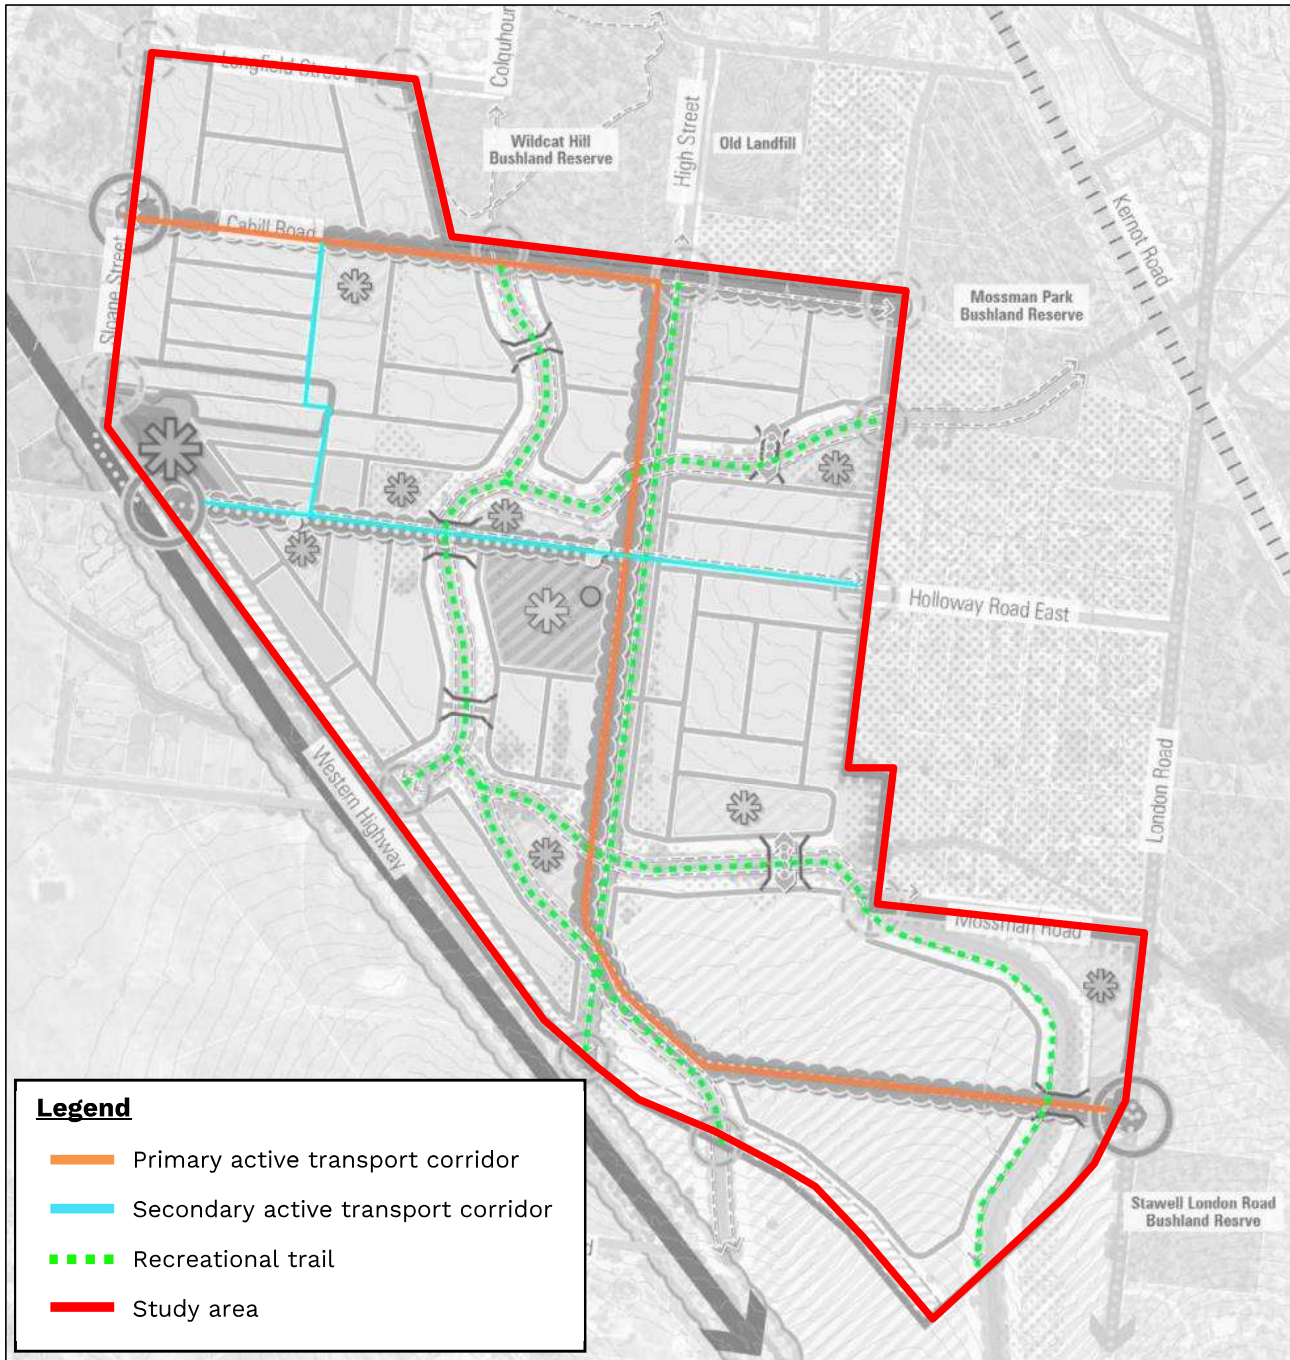 Longfield Street
Colquhoun
Wildcat Hill
Bushland Reserve
High Street
Old Landfill
Kernot Road
Cahill Road
Sloane Street
Mossman Park
Bushland Reserve
Holloway Road East
Western Highway
London Road
Mossman Road
Stawell London Road
Bushland Resrve
Legend
Primary active transport corridor
Secondary active transport corridor
Recreational trail
Study area